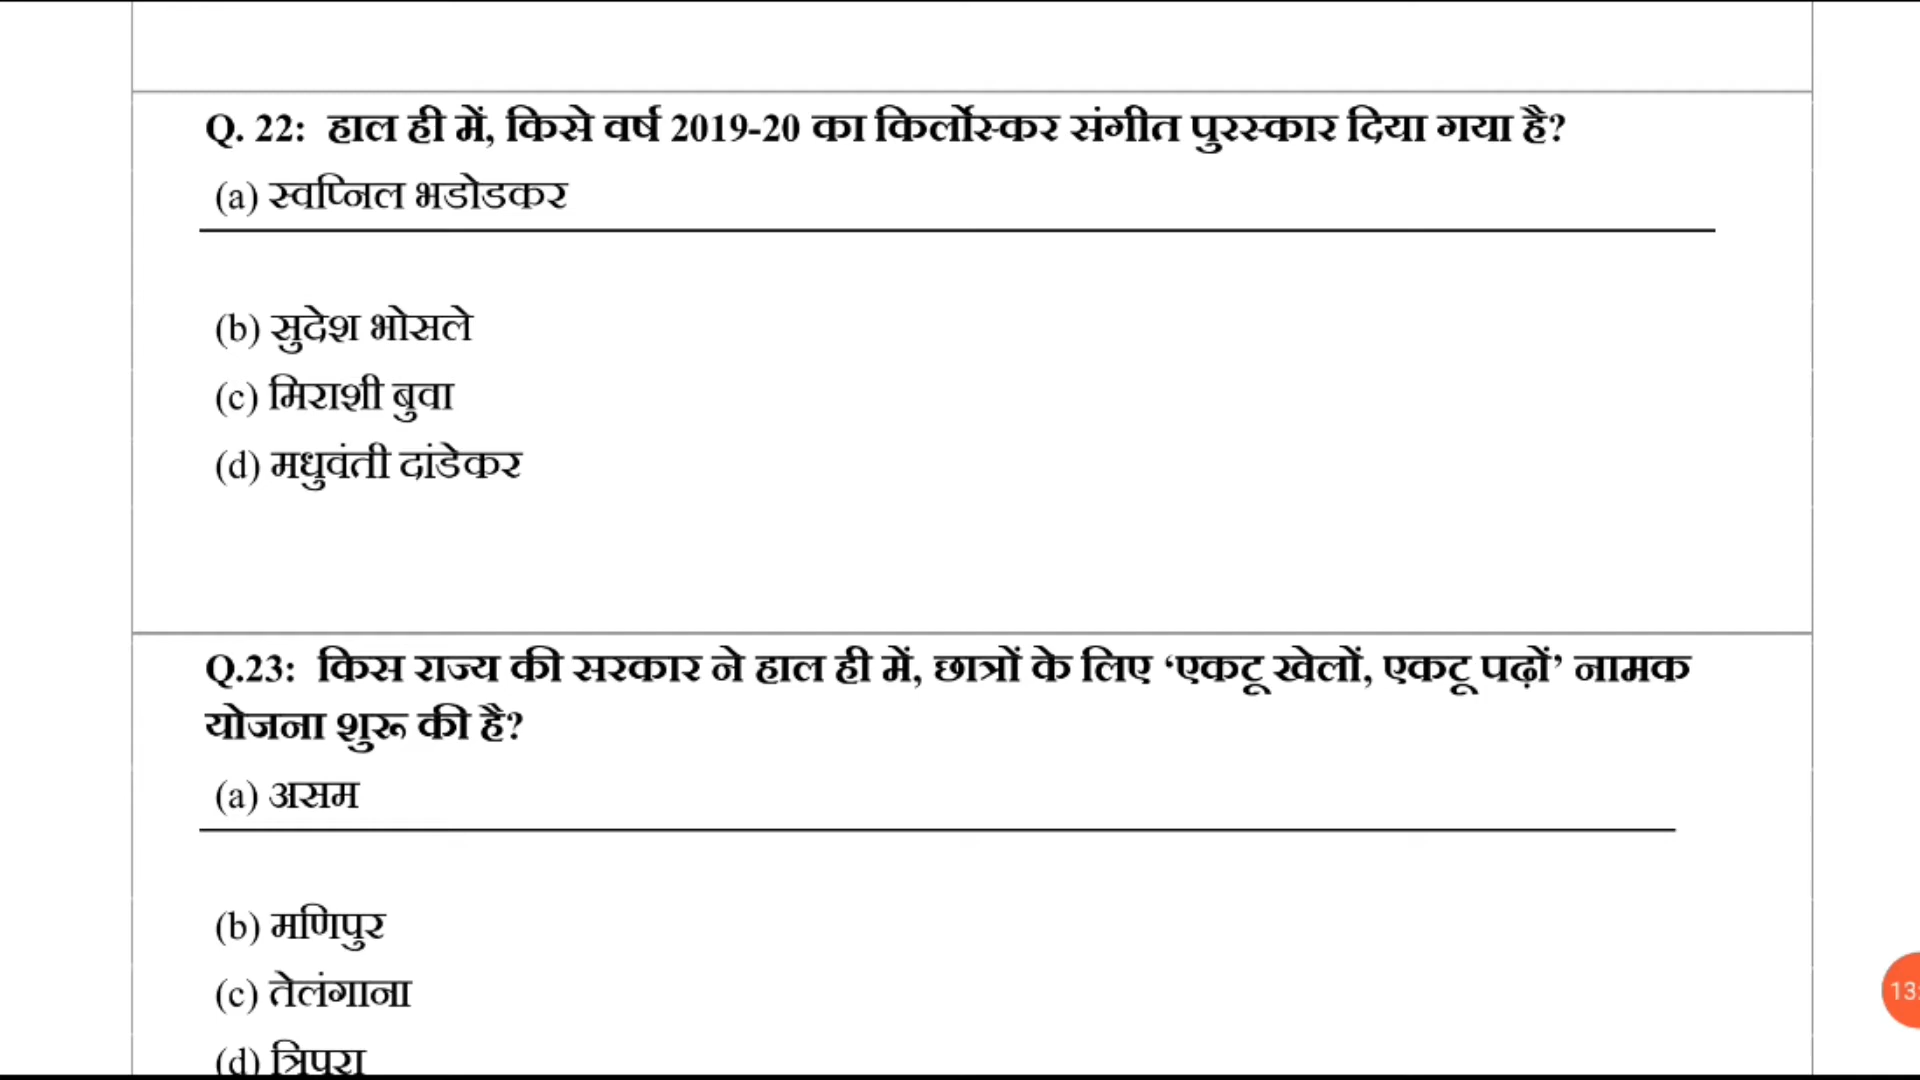 Q. 22: हाल ही में, किसे वर्ष 2019-20 का किर्लोस्कर संगीत पुरस्कार दिया गया है?
(a) स्वप्निल भडोडकर
(b) सुदेश भोसले
(c) मिराशी बुवा
(d) मधुवंती दांडेकर
Q.23: किस राज्य की सरकार ने हाल ही में, छात्रों के लिए ‘एकटू खेलों, एकटू पढ़ों’ नामक
योजना शुरू की है?
(a) असम
(b) मणिपुर
(c) तेलंगाना
(d) त्रिपुरा